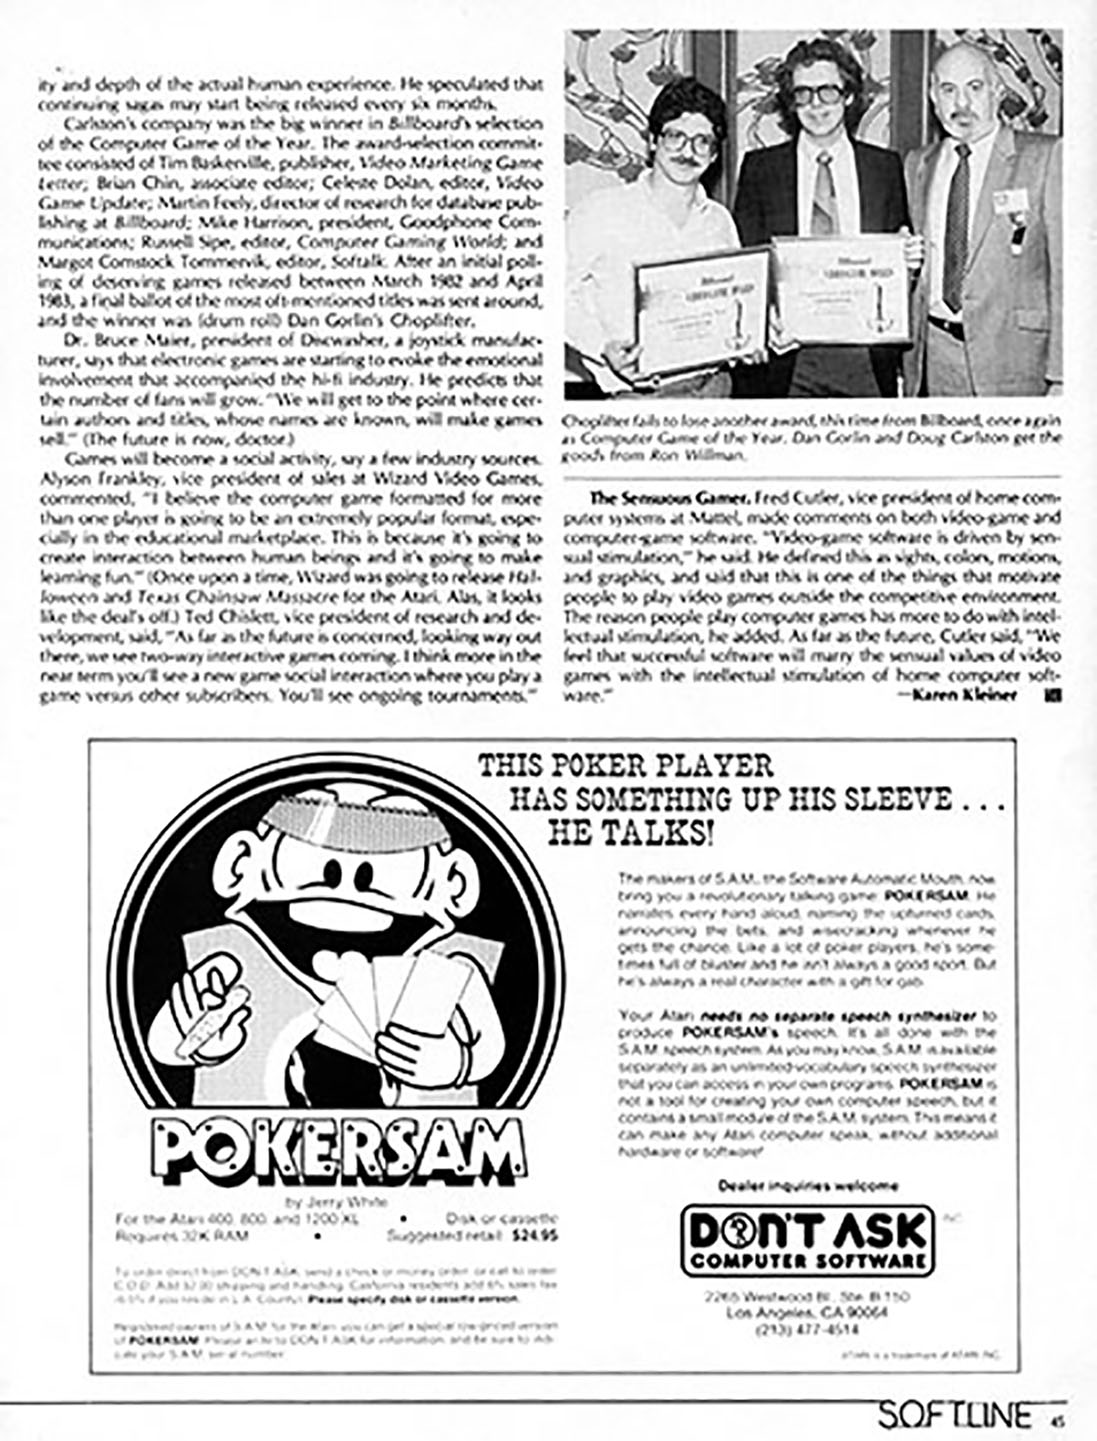 ity and depth of the actual human experience. He speculated that
continuing sagas may start being released every six months.
Carlston's company was the big winner in Billboard's selection
of the Computer Game of the Year. The award-selection commit-
tee consisted of Tim Baskerville, publisher, Video Marketing Game
Letter; Brian Chin, associate editor; Celeste Dolan, editor, Video
Game Update; Martin Feely, director of research for database pub-
lishing at Billboard; Mike Harrison, president, Goodphone Com-
munications; Russell Sipe, editor, Computer Gaming World; and
Margot Comstock Tommervik, editor, Softalk. After an initial poll-
ing of deserving games released between March 1982 and April
1983, a final ballot of the most oft-mentioned titles was sent around,
and the winner was (drum roll) Dan Gorlin's Choplifter.
Dr. Bruce Maier, president of Discwasher, a joystick manufac-
turer, says that electronic games are starting to evoke the emotional
involvement that accompanied the hi-fi industry. He predicts that
the number of fans will grow. "We will get to the point where cer-
tain authors and titles, whose names are known, will make games
sell." (The future is now, doctor.)
Games will become a social activity, say a few industry sources.
Alyson Frankley, vice president of sales at Wizard Video Games,
commented, "I believe the computer game formatted for more
than one player is going to be an extremely popular format, espe-
cially in the educational marketplace. This is because it's going to
create interaction between human beings and it's going to make
learning fun." (Once upon a time, Wizard was going to release Hal-
loween and Texas Chainsaw Massacre for the Atari. Alas, it looks
like the deal's off.) Ted Chislett, vice president of research and de-
velopment, said, "As far as the future is concerned, looking way out
there, we see two-way interactive games coming. I think more in the
near term you'll see a new game social interaction where you play a
game versus other subscribers. You'll see ongoing tournaments."
Billboard
Billboard
Choplifter fails to lose another award, this time from Billboard, once again
as Computer Game of the Year. Dan Gorlin and Doug Carlston get the
goods from Ron Willman.
The Sensuous Gamer. Fred Cutler, vice president of home com-
puter systems at Mattel, made comments on both video-game and
computer-game software. "Video-game software is driven by sen-
sual stimulation," he said. He defined this as sights, colors, motions,
and graphics, and said that this is one of the things that motivate
people to play video games outside the competitive environment.
The reason people play computer games has more to do with intel-
lectual stimulation, he added. As far as the future, Cutler said, "We
feel that successful software will marry the sensual values of video
games with the intellectual stimulation of home computer soft-
ware." —Karen Kleiner
THIS POKER PLAYER
HAS SOMETHING UP HIS SLEEVE . . .
HE TALKS!
The makers of S.A.M., the Software Automatic Mouth, now
bring you a revolutionary talking game: POKERSAM. He
narrates every hand aloud, naming the upturned cards,
announcing the bets, and wisecracking whenever he
gets the chance. Like a lot of poker players, he's some-
times full of bluster and he isn't always a good sport. But
he's always a real character with a gift for gab.
Your Atari needs no separate speech synthesizer to
produce POKERSAM's speech. It's all done with the
S.A.M. speech system. As you may know, S.A.M. is available
separately as an unlimited-vocabulary speech synthesizer
that you can access in your own programs. POKERSAM is
not a tool for creating your own computer speech, but it
contains a small module of the S.A.M. system. This means it
can make any Atari computer speak, without additional
hardware or software!
Dealer inquiries welcome
DON'T ASK INC.
COMPUTER SOFTWARE
2265 Westwood Bl., Ste. B-150
Los Angeles, CA 90064
(213) 477-4514
ATARI is a trademark of ATARI INC.
POKERSAM
by Jerry White
For the Atari 400, 800, and 1200 XL • Disk or cassette
Requires 32K RAM • Suggested retail: $24.95
To order direct from DON'T ASK, send a check or money order, or call to order
C.O.D. Add $2.00 shipping and handling. California residents add 6% sales tax
(6.5% if you reside in L.A. County). Please specify disk or cassette version.
Registered owners of S.A.M. for the Atari: you can get a special low-priced version
of POKERSAM. Please write to DON'T ASK for information, and be sure to indi-
cate your S.A.M. serial number.
SOFTLINE 45